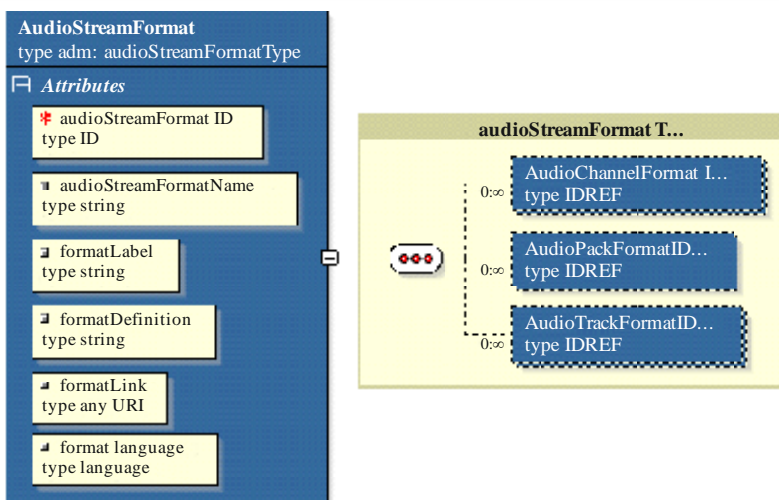 AudioStreamFormat
type adm: audioStreamFormatType
Attributes
audioStreamFormat ID
type ID
audioStreamFormatName
type string
formatLabel
type string
formatDefinition
type string
formatLink
type any URI
format language
type language
audioStreamFormat T...
0:∞
AudioChannelFormat I...
type IDREF
0:∞
AudioPackFormatID...
type IDREF
0:∞
AudioTrackFormatID...
type IDREF